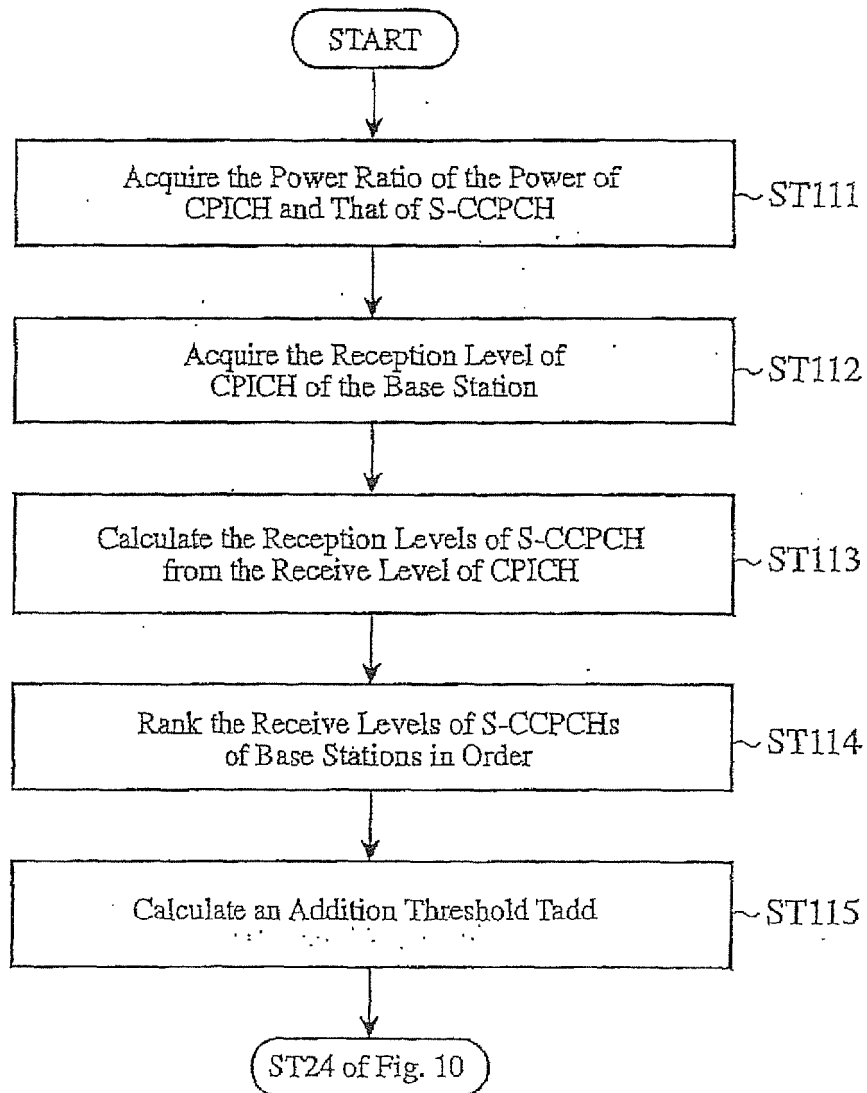 START
Acquire the Power Ratio of the Power of
CPICH and That of S-CCPCH
ST111
Acquire the Reception Level of
CPICH of the Base Station
ST112
Calculate the Reception Levels of S-CCPCH
from the Receive Level of CPICH
ST113
Rank the Receive Levels of S-CCPCHs
of Base Stations in Order
ST114
Calculate an Addition Threshold Tadd
ST115
ST24 of Fig. 10